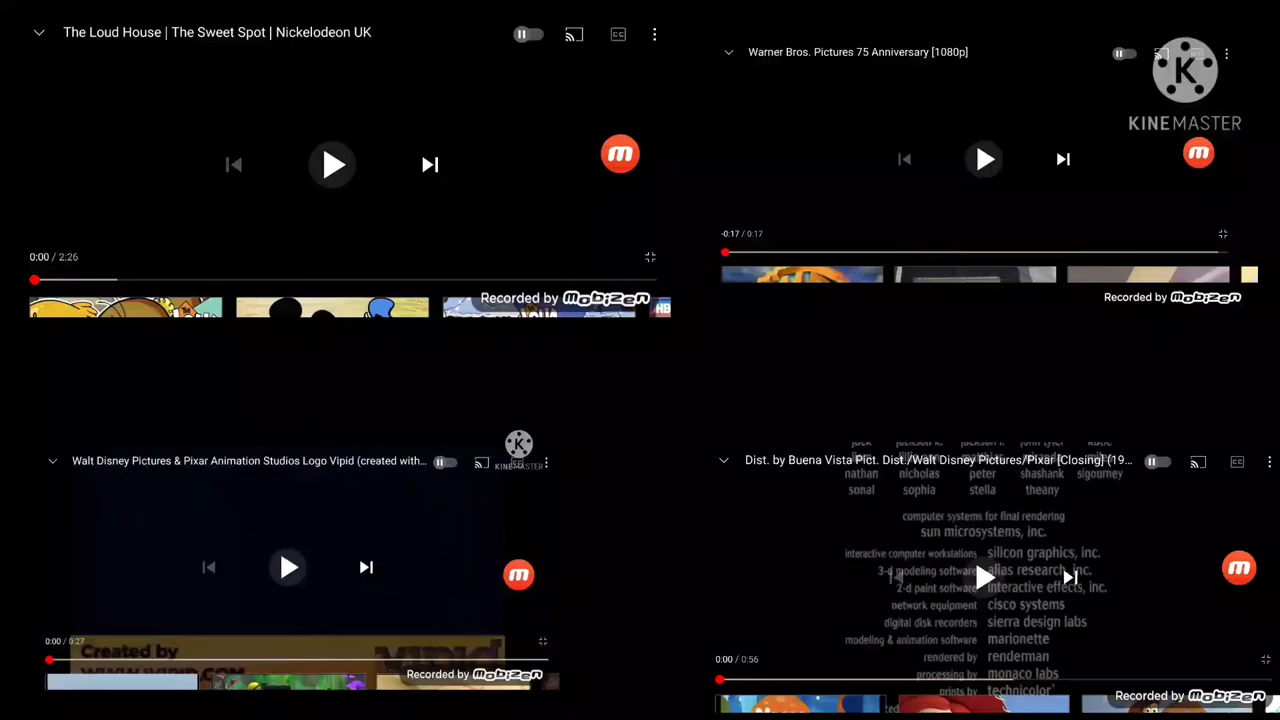 The Loud House | The Sweet Spot | Nickelodeon UK
0:00 / 2:26
Recorded by mobizen
Warner Bros. Pictures 75 Anniversary [1080p]
KINEMASTER
-0:17 / 0:17
Recorded by mobizen
Walt Disney Pictures & Pixar Animation Studios Logo Vipid (created with...
KINEMASTER
0:00 / 0:27
Created by
WWW.VIPID.COM
VIPID
Recorded by mobizen
Dist. by Buena Vista Pict. Dist./Walt Disney Pictures/Pixar [Closing] (19...
nathan nicholas peter shashank sigourney
sonal sophia stella theany
computer systems for final rendering
sun microsystems, inc.
interactive computer workstations silicon graphics, inc.
3-d modeling software alias research, inc.
2-d paint software interactive effects, inc.
network equipment cisco systems
digital disk recorders sierra design labs
modeling & animation software marionette
rendered by renderman
0:00 / 0:56
processing by monaco labs
prints by technicolor
Recorded by mobizen